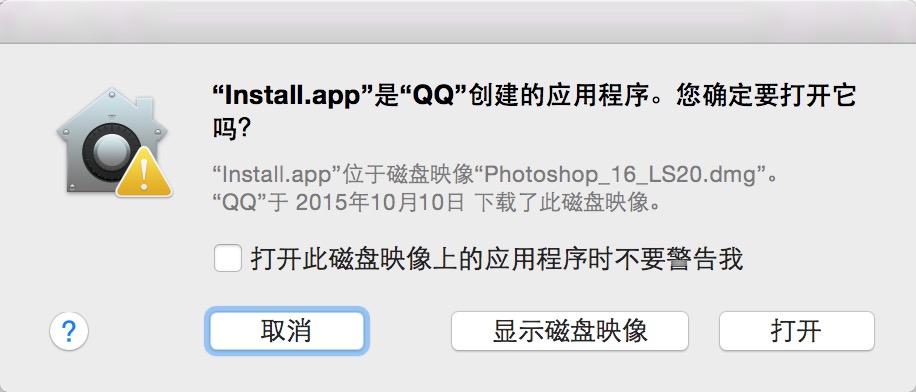 “Install.app”是“QQ”创建的应用程序。您确定要打开它
吗？
“Install.app”位于磁盘映像“Photoshop_16_LS20.dmg”。
“QQ”于 2015年10月10日 下载了此磁盘映像。
打开此磁盘映像上的应用程序时不要警告我
?
取消
显示磁盘映像
打开